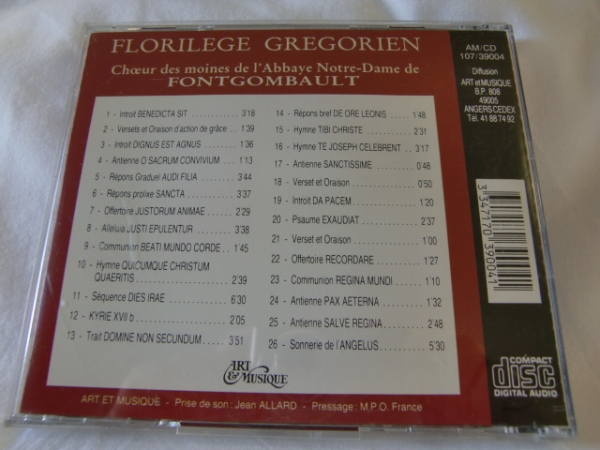 FLORILEGE GREGORIEN
Chœur des moines de l'Abbaye Notre-Dame de
FONTGOMBAULT
1 - Introit BENEDICTA SIT 3'18
2 - Versets et Oraison d'action de grâce .. 1'39
3 - Introit DIGNUS EST AGNUS 1'36
4 - Antienne O SACRUM CONVIVIUM 1'13
5 - Répons Graduel AUDI FILIA 3'44
6 - Répons prolixe SANCTA 3'37
7 - Offertoire JUSTORUM ANIMAE 2'29
8 - Alleluia JUSTI EPULENTUR 3'38
9 - Communion BEATI MUNDO CORDE .. 1'45
10 - Hymne QUICUMQUE CHRISTUM
QUAERITIS 2'39
11 - Séquence DIES IRAE 6'30
12 - KYRIE XVII b 2'05
13 - Trait DOMINE NON SECUNDUM 3'51
14 - Répons bref DE ORE LEONIS 1'48
15 - Hymne TIBI CHRISTE 2'31
16 - Hymne TE JOSEPH CELEBRENT 3'17
17 - Antienne SANCTISSIME 0'48
18 - Verset et Oraison 0'50
19 - Introit DA PACEM 1'20
20 - Psaume EXAUDIAT 2'37
21 - Verset et Oraison 1'00
22 - Offertoire RECORDARE 1'27
23 - Communion REGINA MUNDI 1'10
24 - Antienne PAX AETERNA 1'32
25 - Antienne SALVE REGINA 2'48
26 - Sonnerie de l'ANGELUS 5'30
ART
& MUSIQUE
ART ET MUSIQUE - Prise de son : Jean ALLARD - Pressage : M.P.O. France
AM/CD
107/39004
Diffusion
ART et MUSIQUE
B.P. 808
49005
ANGERS CEDEX
Tél. 41 88 74 92
3 347170 390041
COMPACT
disc
DIGITAL AUDIO